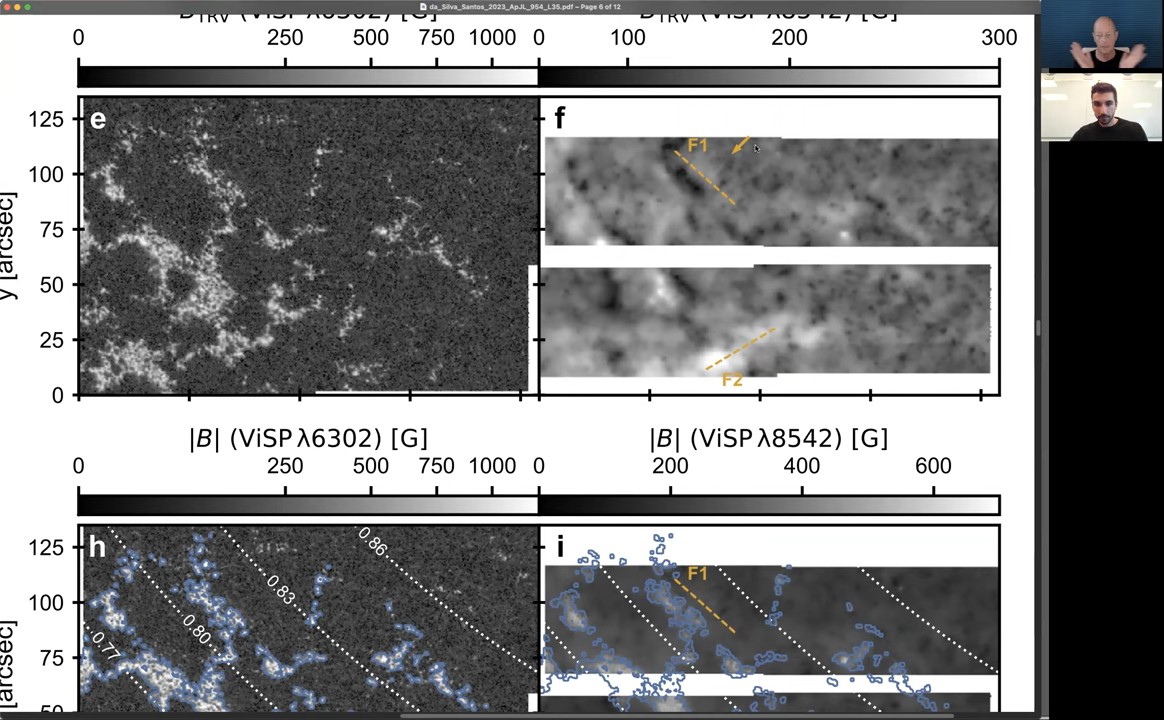 da_Silva_Santos_2023_ApJL_954_L35.pdf – Page 6 of 12
0 250 500 750 1000 0 100 200 300
e f
125
100
75
50
25
0
y [arcsec]
F1
F2
|B| (ViSP λ6302) [G] |B| (ViSP λ8542) [G]
0 250 500 750 1000 0 200 400 600
h i
125
100
75
50
[arcsec]
0.86
0.83
0.80
0.77
F1